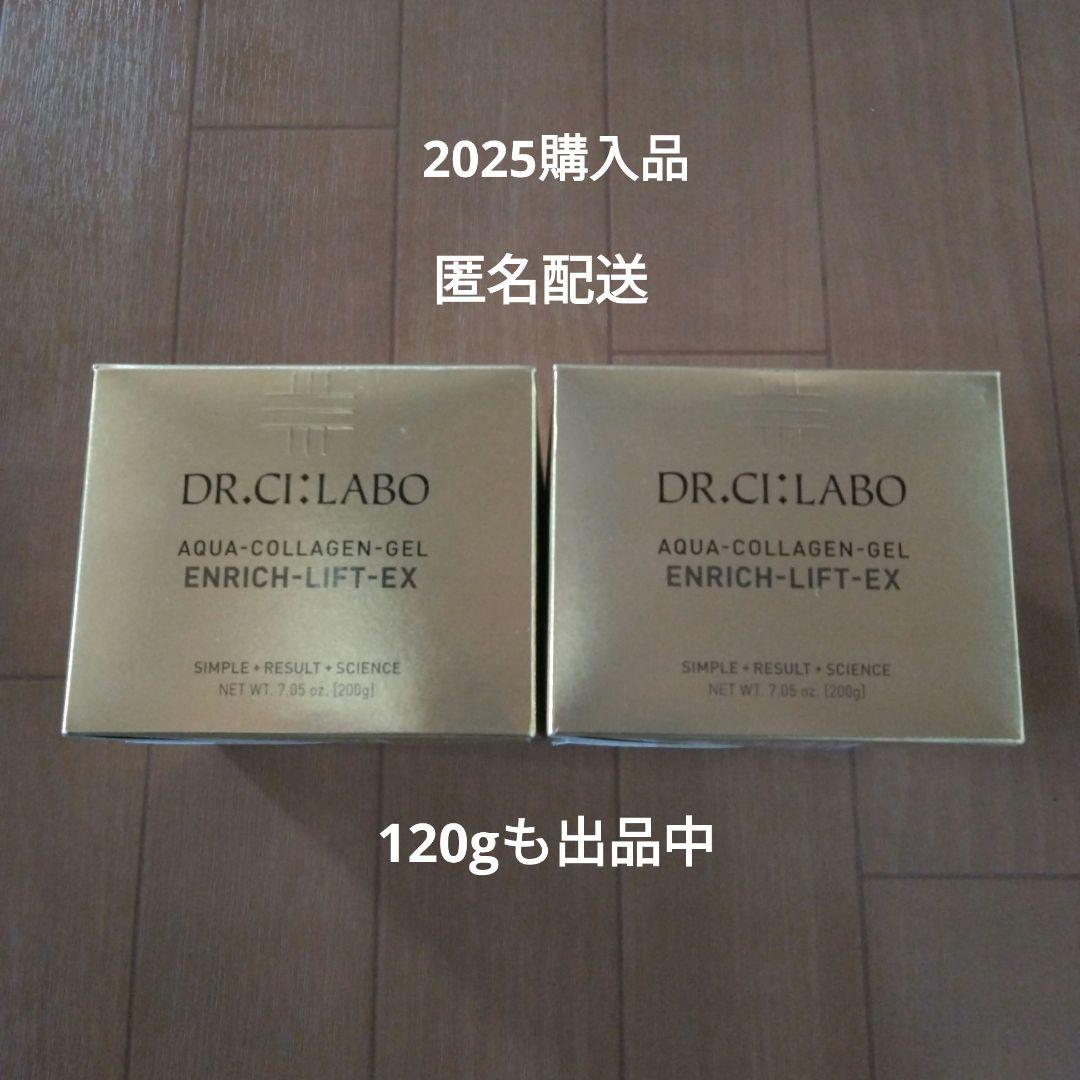 2025購入品
匿名配送
DR.CI:LABO
AQUA-COLLAGEN-GEL
ENRICH-LIFT-EX
SIMPLE + RESULT + SCIENCE
NET WT. 7.05 oz. [200g]
DR.CI:LABO
AQUA-COLLAGEN-GEL
ENRICH-LIFT-EX
SIMPLE + RESULT + SCIENCE
NET WT. 7.05 oz. [200g]
120gも出品中